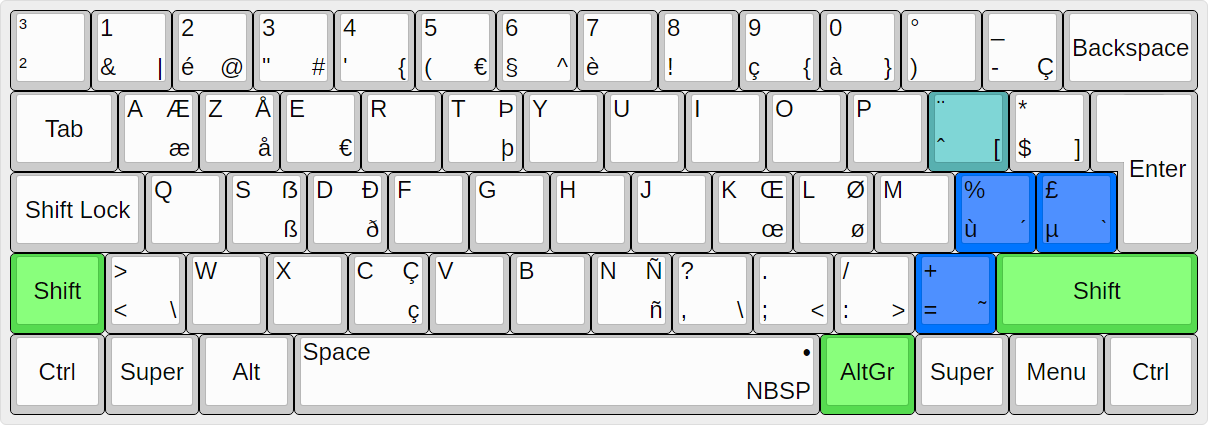 ³ 1 2 3 4 5 6 7 8 9 0 ° _ Backspace
² & | é @ " # ' { ( € § ^ è ! ç { à } ) - Ç
Tab A Æ Z Å E R T Þ Y U I O P ¨ * Enter
æ å € þ ˆ [ $ ]
Shift Lock Q S ẞ D Đ F G H J K Œ L Ø M % £
ß ð œ ø ù ´ µ `
Shift > W X C Ç V B N Ñ ? . / + Shift
< \ ç ñ , \ ; < : > = ˜
Ctrl Super Alt Space • AltGr Super Menu Ctrl
NBSP